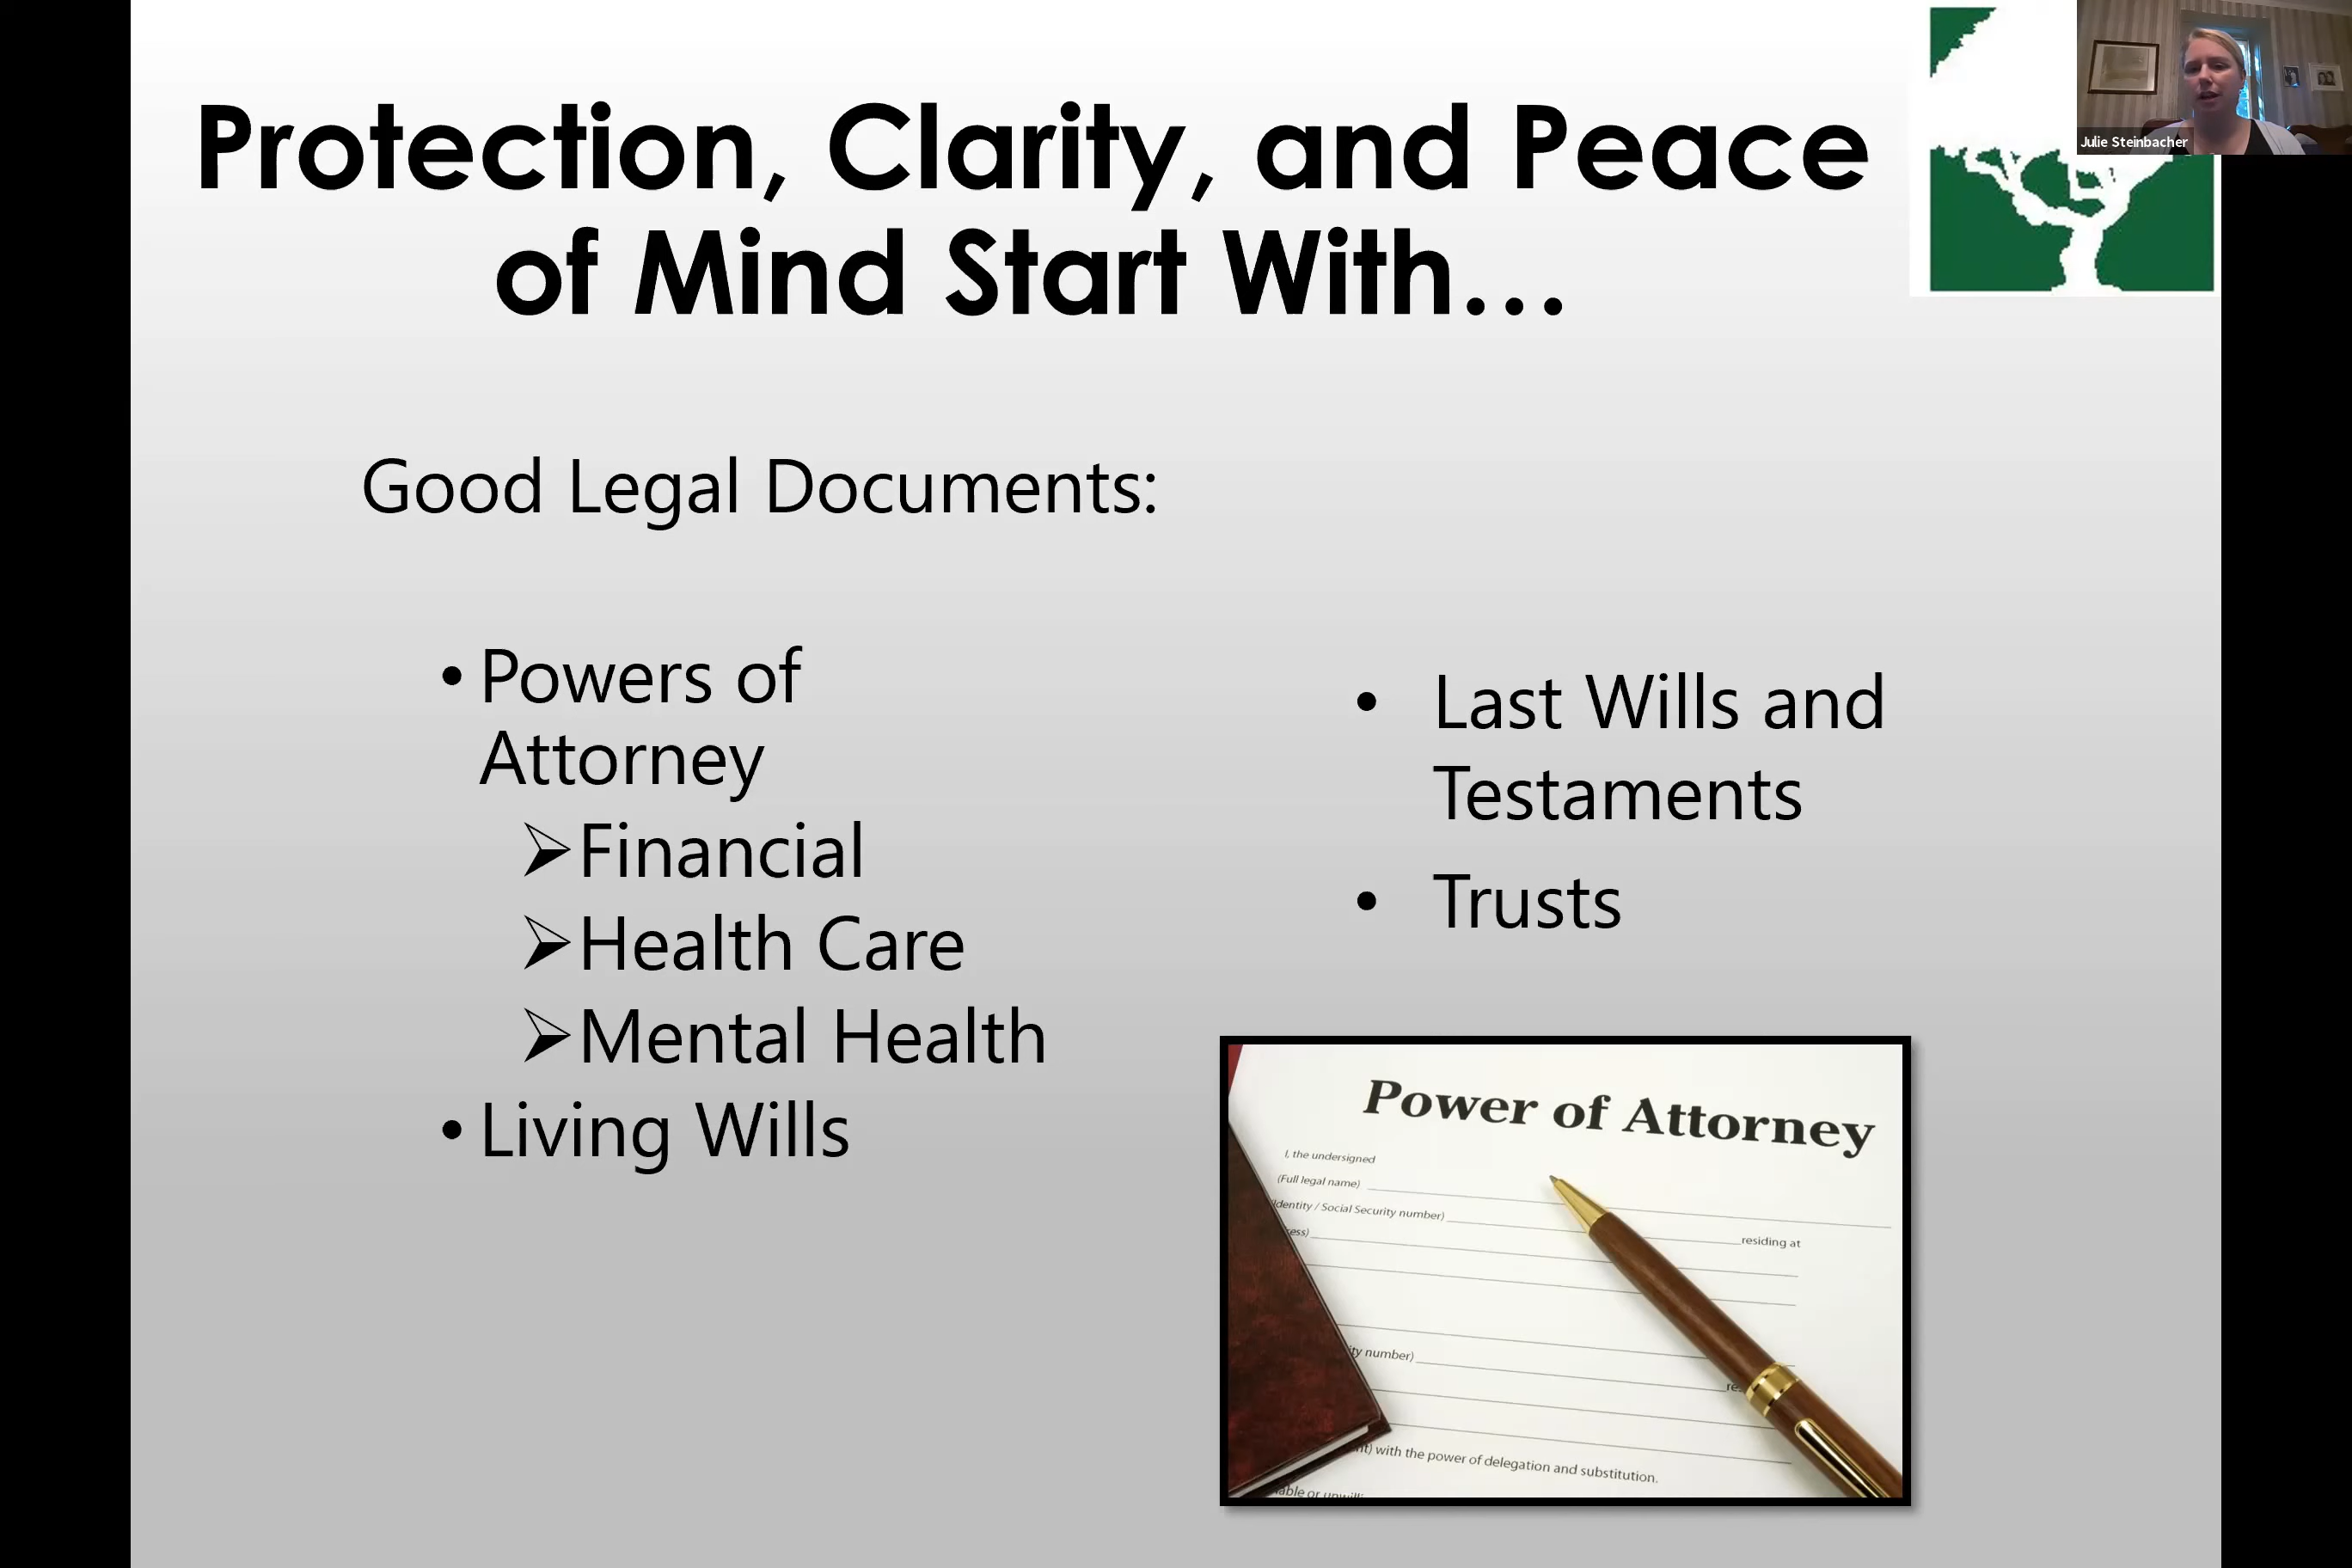 Protection, Clarity, and Peace
of Mind Start With...
Julie Steinbacher
Good Legal Documents:
• Powers of
Attorney
➢Financial
➢Health Care
➢Mental Health
• Living Wills
• Last Wills and
Testaments
• Trusts
Power of Attorney
I, the undersigned
(Full legal name)
Identity / Social Security number)
residing at
number)
with the power of delegation and substitution.
or